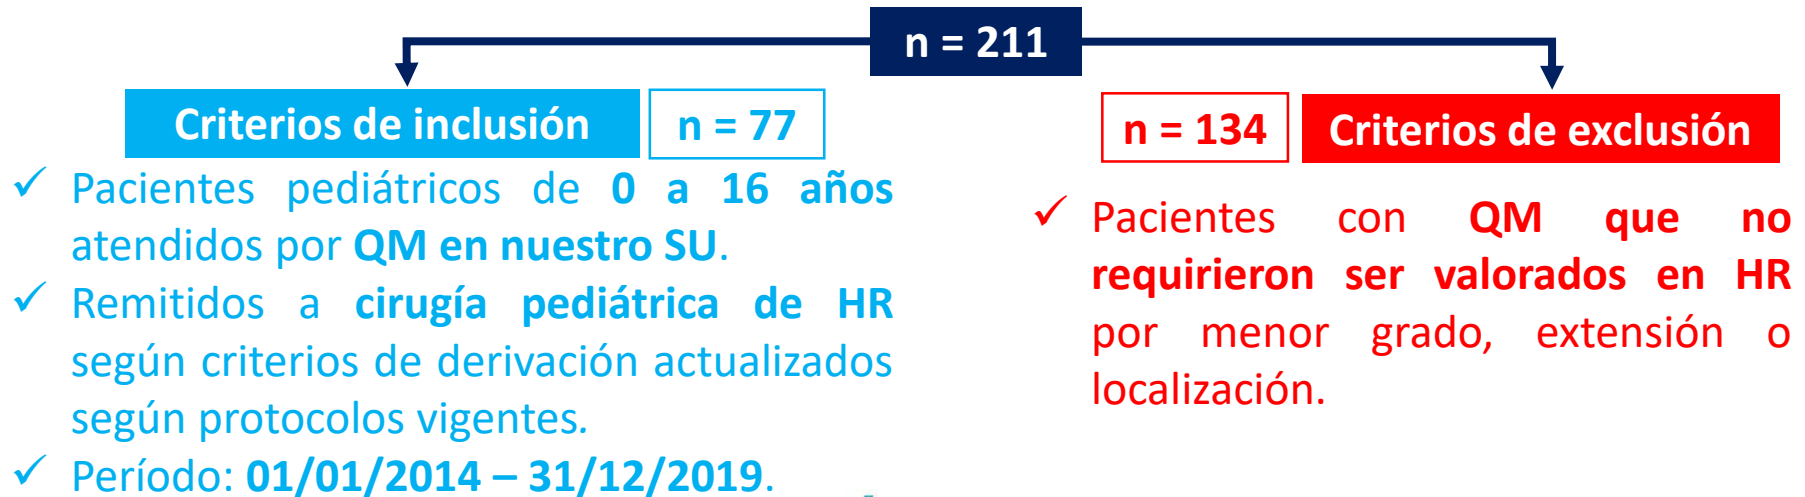 n = 211
Criterios de inclusión
n = 77
✓ Pacientes pediátricos de 0 a 16 años
atendidos por QM en nuestro SU.
✓ Remitidos a cirugía pediátrica de HR
según criterios de derivación actualizados
según protocolos vigentes.
✓ Período: 01/01/2014 – 31/12/2019.
n = 134
Criterios de exclusión
✓ Pacientes con QM que no
requirieron ser valorados en HR
por menor grado, extensión o
localización.